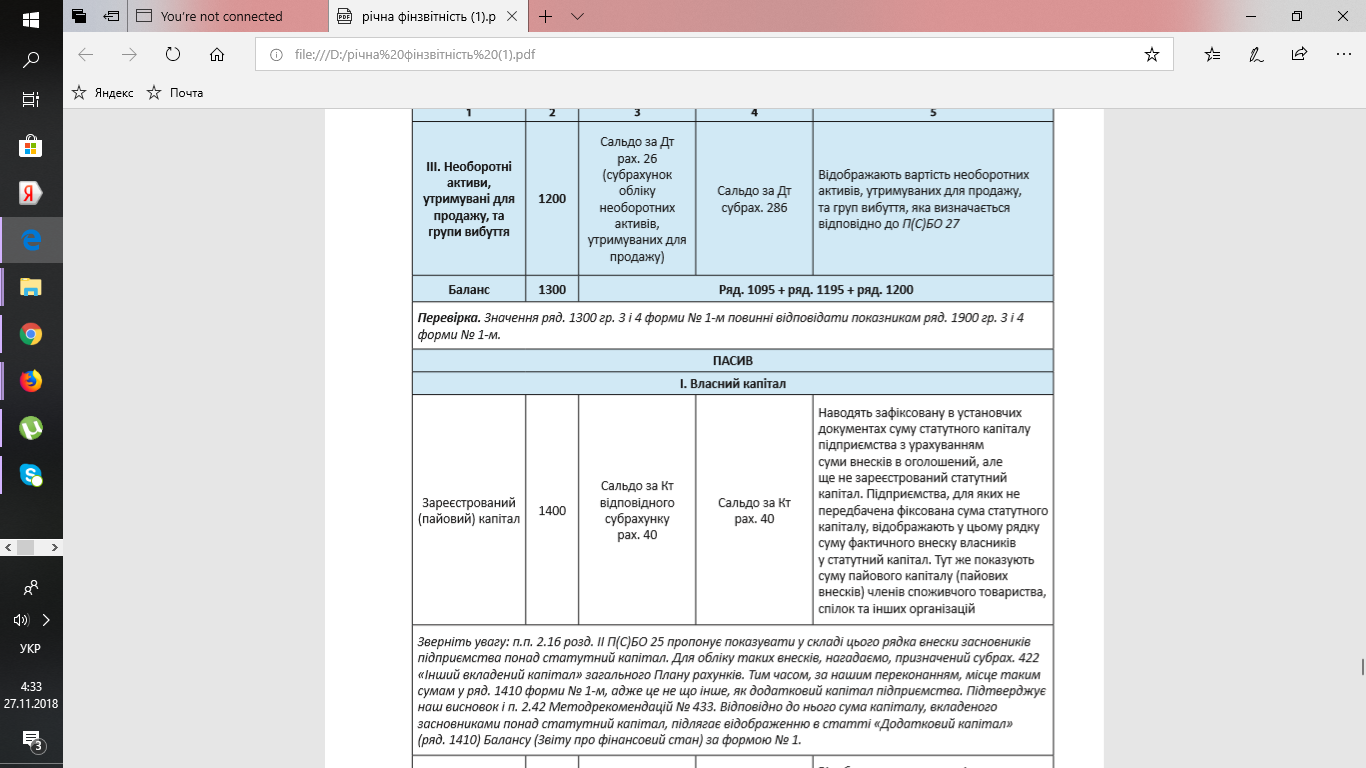 You're not connected
річна фінзвітність (1).p
file:///D:/річна%20фінзвітність%20(1).pdf
Яндекс
Почта
1
2
3
4
5
III. Необоротні
активи,
утримувані для
продажу, та
групи вибуття
1200
Сальдо за Дт
рах. 26
(субрахунок
обліку
необоротних
активів,
утримуваних для
продажу)
Сальдо за Дт
субрах. 286
Відображають вартість необоротних
активів, утримуваних для продажу,
та груп вибуття, яка визначається
відповідно до П(С)БО 27
Баланс
1300
Ряд. 1095 + ряд. 1195 + ряд. 1200
Перевірка. Значення ряд. 1300 гр. 3 і 4 форми № 1-м повинні відповідати показникам ряд. 1900 гр. 3 і 4
форми № 1-м.
ПАСИВ
І. Власний капітал
Зареєстрований
(пайовий) капітал
1400
Сальдо за Кт
відповідного
субрахунку
рах. 40
Сальдо за Кт
рах. 40
Наводять зафіксовану в установчих
документах суму статутного капіталу
підприємства з урахуванням
суми внесків в оголошений, але
ще не зареєстрований статутний
капітал. Підприємства, для яких не
передбачена фіксована сума статутного
капіталу, відображають у цьому рядку
суму фактичного внеску власників
у статутний капітал. Тут же показують
суму пайового капіталу (пайових
внесків) членів споживчого товариства,
спілок та інших організацій
Зверніть увагу: п.п. 2.16 розд. II П(С)БО 25 пропонує показувати у складі цього рядка внески засновників
підприємства понад статутний капітал. Для обліку таких внесків, нагадаємо, призначений субрах. 422
«Інший вкладений капітал» загального Плану рахунків. Тим часом, за нашим переконанням, місце таким
сумам у ряд. 1410 форми № 1-м, адже це не що інше, як додатковий капітал підприємства. Підтверджує
наш висновок і п. 2.42 Методрекомендацій № 433. Відповідно до нього сума капіталу, вкладеного
засновниками понад статутний капітал, підлягає відображенню в статті «Додатковий капітал»
(ряд. 1410) Балансу (Звіту про фінансовий стан) за формою № 1.
УКР
4:33
27.11.2018
3